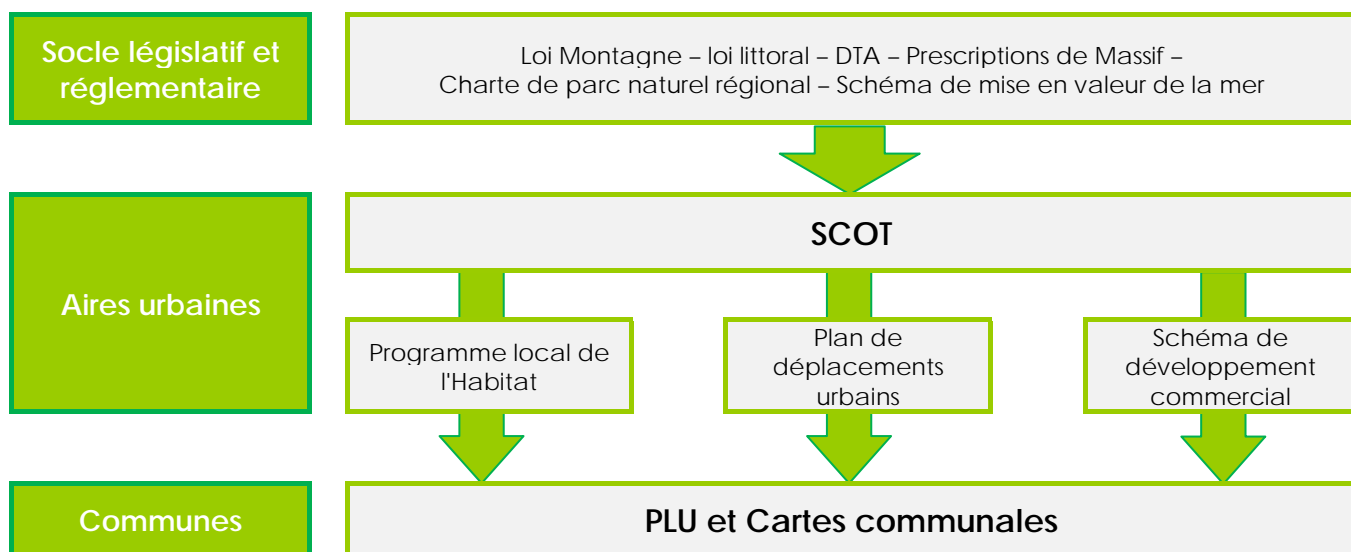 Socle législatif et
réglementaire
Loi Montagne – loi littoral – DTA – Prescriptions de Massif –
Charte de parc naturel régional – Schéma de mise en valeur de la mer
Aires urbaines
SCOT
Programme local de
l'Habitat
Plan de
déplacements
urbains
Schéma de
développement
commercial
Communes
PLU et Cartes communales